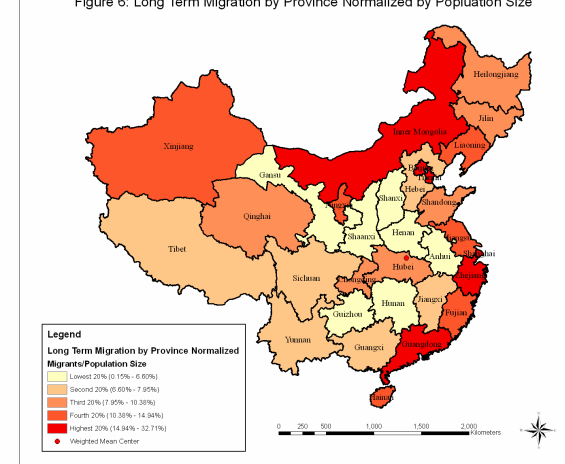 Figure 6: Long Term Migration by Province Normalized by Popluation Size
Heilongjiang
Jilin
Liaoning
Inner Mongolia
Xinjiang
Gansu
Hebei
Shanxi
Shandong
Qinghai
Shaanxi
Henan
Tibet
Anhui
Shanghai
Sichuan
Chongqing
Hubei
Hunan
Jiangxi
Guizhou
Fujian
Yunnan
Guangxi
Guangdong
Hainan
Legend
Long Term Migration by Province Normalized
Migrants/Population Size
Lowest 20% (0.15% - 6.60%)
Second 20% (6.60% - 7.95%)
Third 20% (7.95% - 10.38%)
Fourth 20% (10.38% - 14.94%)
Highest 20% (14.94% - 32.71%)
Weighted Mean Center
0 250 500 1,000 1,500 2,000
Kilometers